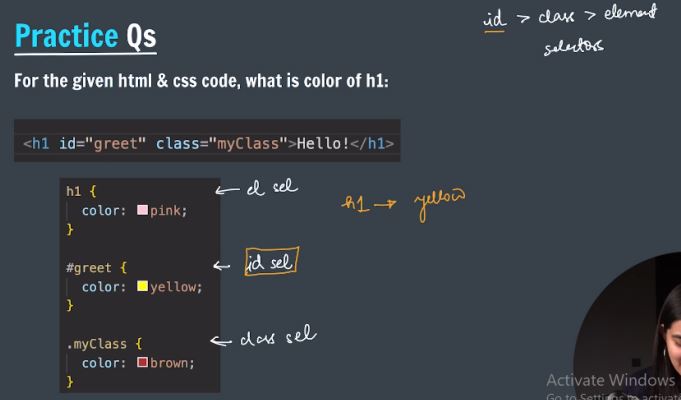 Practice Qs
id > class > element
selectors
For the given html & css code, what is color of h1:
<h1 id="greet" class="myClass">Hello!</h1>
h1 {
color: pink;
}
← el sel
h1 → yellow
#greet {
color: yellow;
}
← id sel
.myClass {
color: brown;
}
← class sel
Activate Windows
Go to Settings to activate